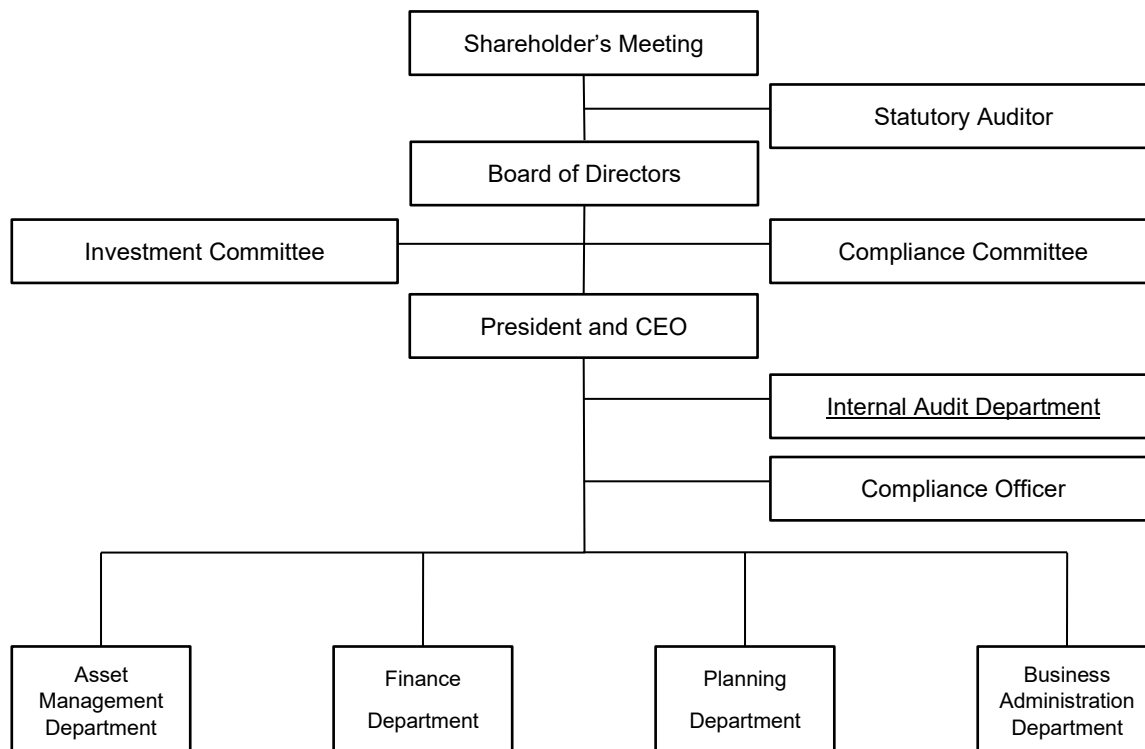 Shareholder’s Meeting
Statutory Auditor
Board of Directors
Investment Committee
Compliance Committee
President and CEO
Internal Audit Department
Compliance Officer
Asset
Management
Department
Finance
Department
Planning
Department
Business
Administration
Department